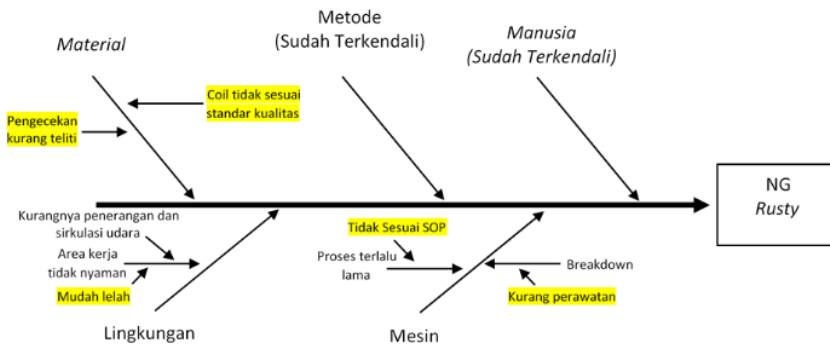 Material
Metode
(Sudah Terkendali)
Manusia
(Sudah Terkendali)
Coil tidak sesuai
standar kualitas
Pengecekan
kurang teliti
NG
Rusty
Kurangnya penerangan dan
sirkulasi udara
Area kerja
tidak nyaman
Mudah lelah
Tidak Sesuai SOP
Proses terlalu
lama
Breakdown
Kurang perawatan
Lingkungan
Mesin